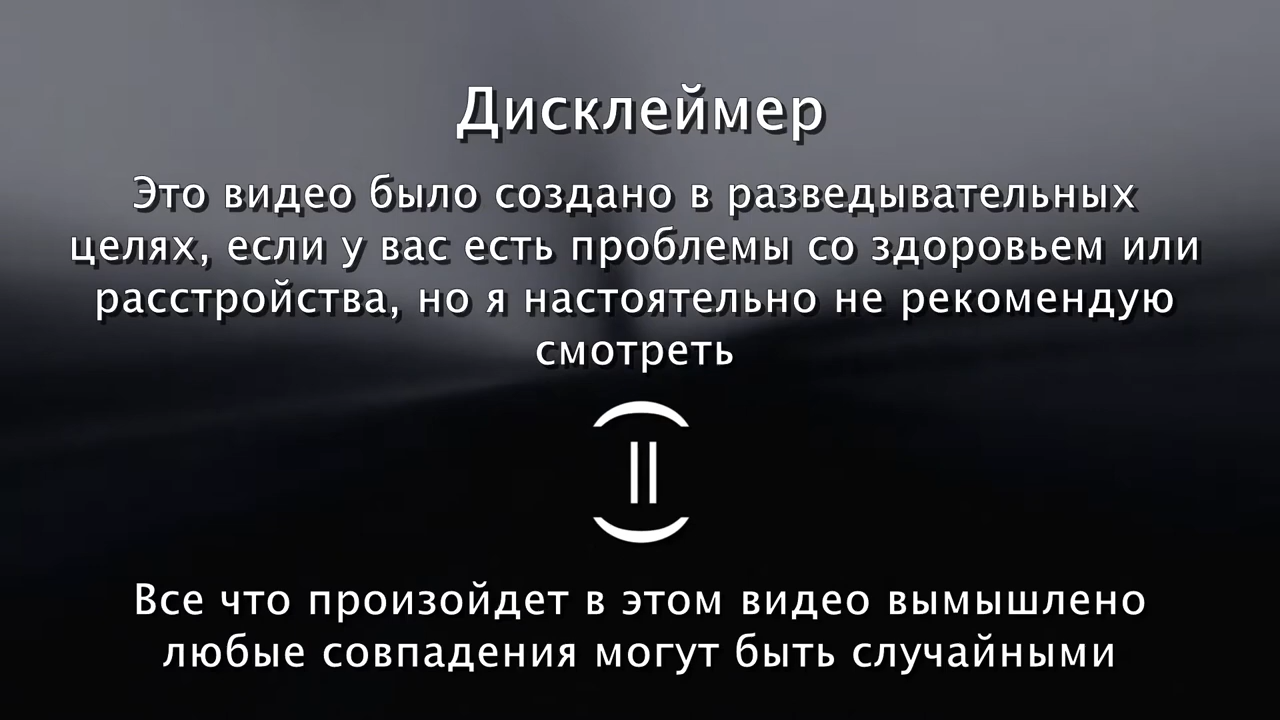 Дисклеймер
Это видео было создано в разведывательных
целях, если у вас есть проблемы со здоровьем или
расстройства, но я настоятельно не рекомендую
смотреть
Все что произойдет в этом видео вымышлено
любые совпадения могут быть случайными